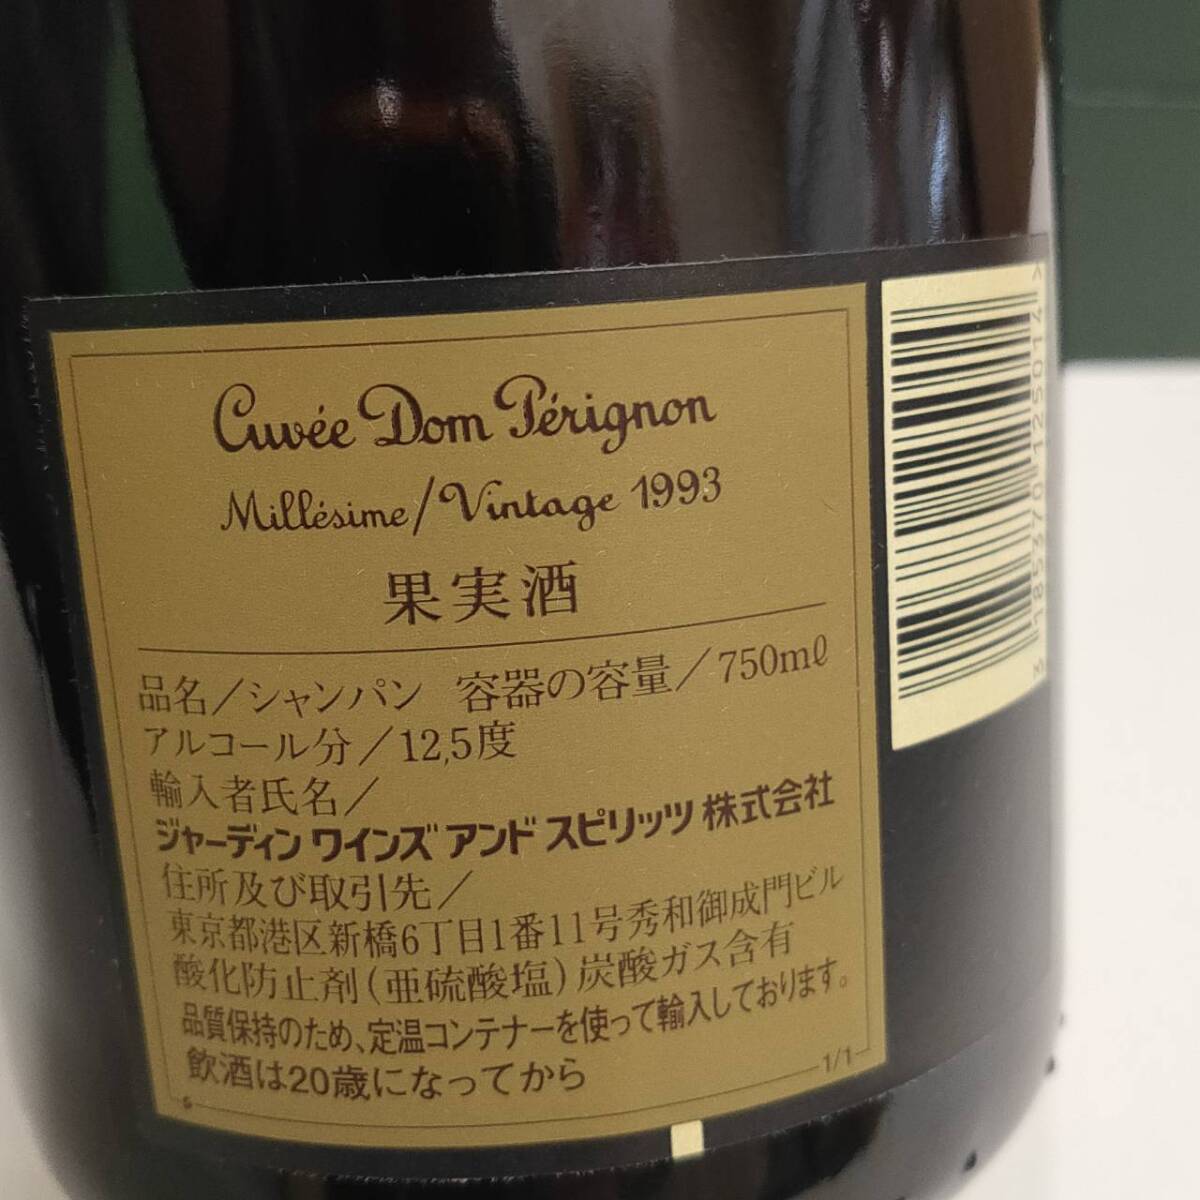 Cuvée Dom Pérignon
Millésime/Vintage 1993
果実酒
品名/シャンパン 容器の容量/750mℓ
アルコール分/12,5度
輸入者氏名/
ジャーディン ワインズ アンド スピリッツ 株式会社
住所及び取引先/
東京都港区新橋6丁目1番11号秀和御成門ビル
酸化防止剤(亜硫酸塩)炭酸ガス含有
品質保持のため、定温コンテナーを使って輸入しております。
飲酒は20歳になってから
1/1
3 185370 125014 >